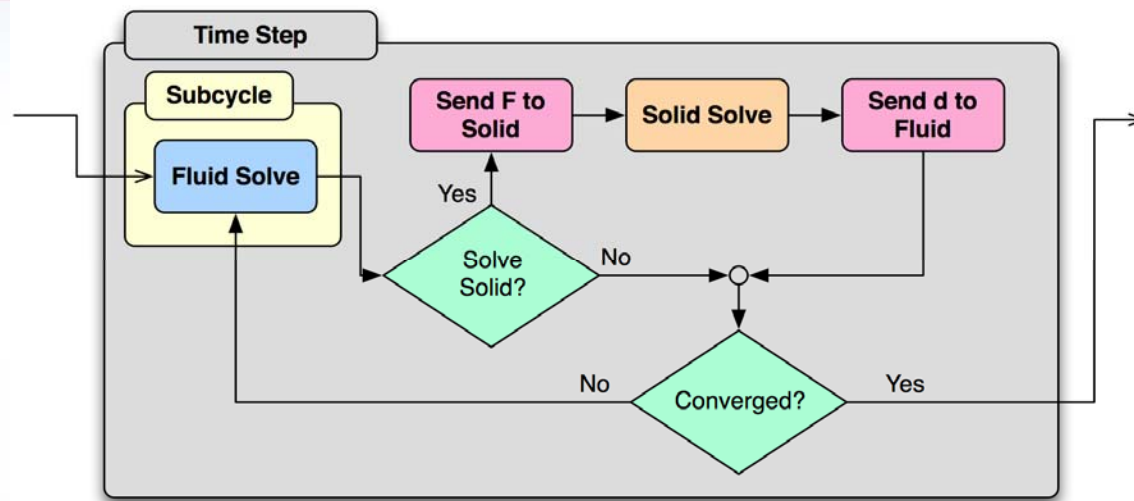 Time Step
Subcycle
Fluid Solve
Send F to
Solid
Solid Solve
Send d to
Fluid
Yes
Solve
Solid?
No
No
Converged?
Yes